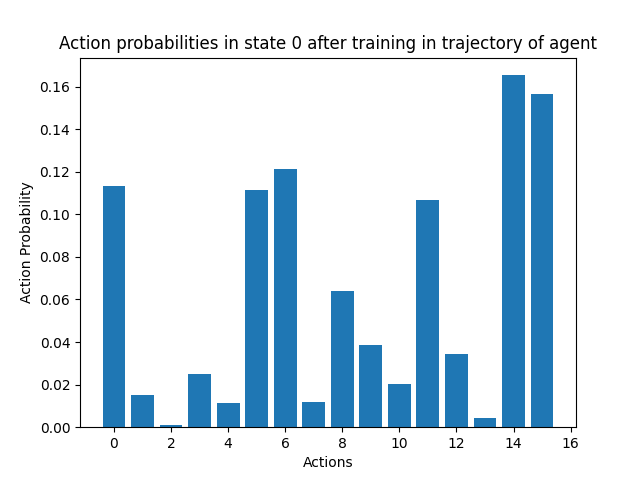 Action probabilities in state 0 after training in trajectory of agent
0.16
0.14
0.12
0.10
0.08
0.06
0.04
0.02
0.00
Action Probability
0 2 4 6 8 10 12 14 16
Actions